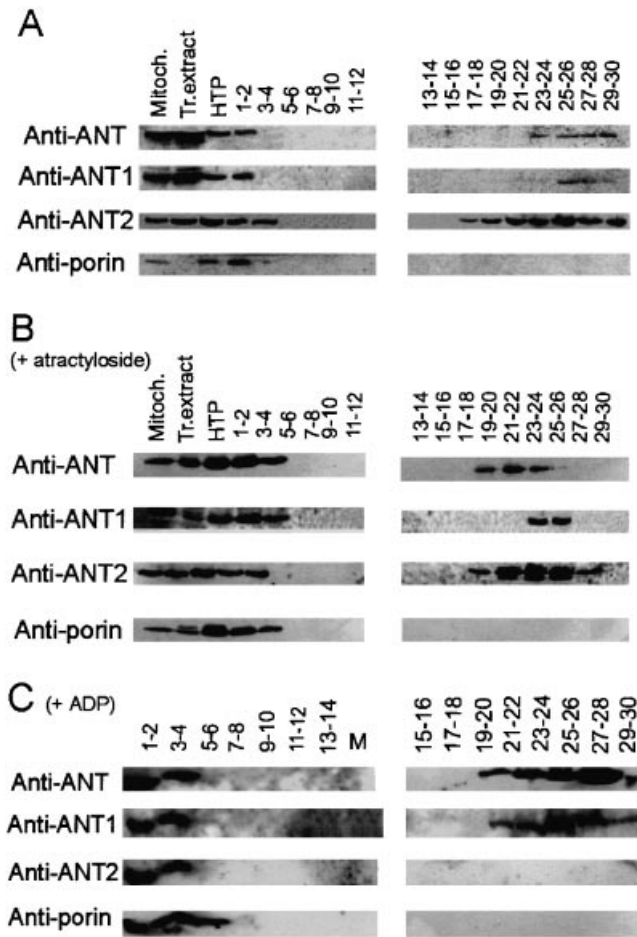 A
Mitoch. Tr.extract HTP 1-2 3-4 5-6 7-8 9-10 11-12 13-14 15-16 17-18 19-20 21-22 23-24 25-26 27-28 29-30
Anti-ANT
Anti-ANT1
Anti-ANT2
Anti-porin
B
(+ atractyloside)
Mitoch. Tr.extract HTP 1-2 3-4 5-6 7-8 9-10 11-12 13-14 15-16 17-18 19-20 21-22 23-24 25-26 27-28 29-30
Anti-ANT
Anti-ANT1
Anti-ANT2
Anti-porin
C (+ ADP)
1-2 3-4 5-6 7-8 9-10 11-12 13-14 M 15-16 17-18 19-20 21-22 23-24 25-26 27-28 29-30
Anti-ANT
Anti-ANT1
Anti-ANT2
Anti-porin